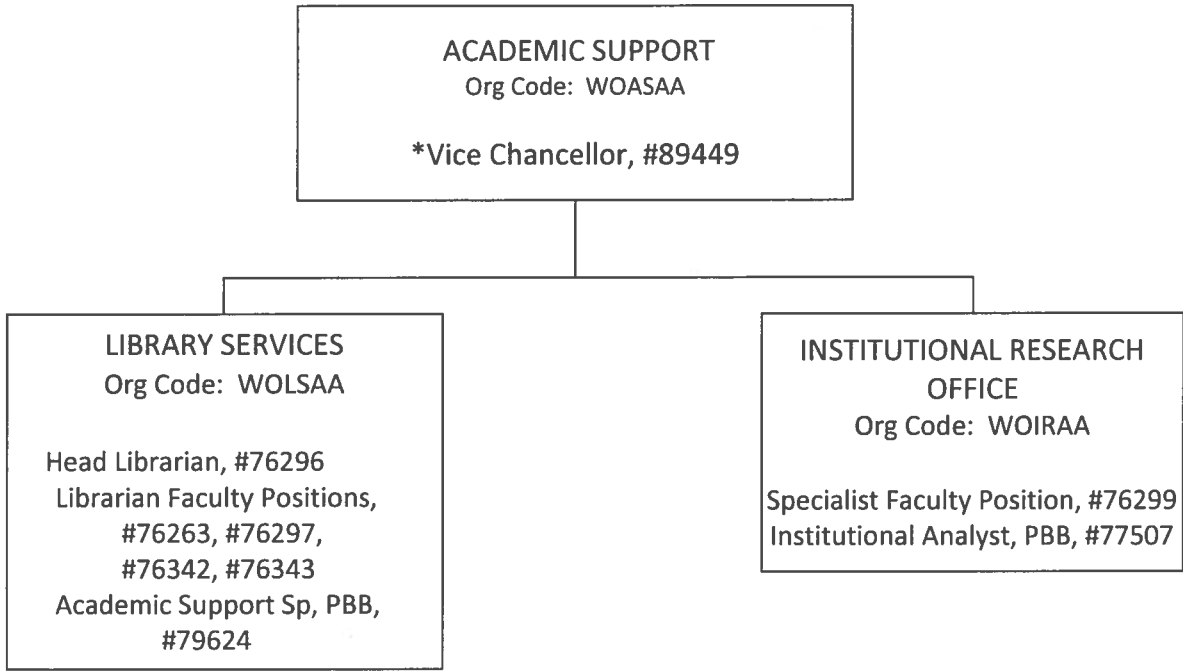 ACADEMIC SUPPORT
Org Code: WOASAA
*Vice Chancellor, #89449
LIBRARY SERVICES
Org Code: WOLSAA
Head Librarian, #76296
Librarian Faculty Positions,
#76263, #76297,
#76342, #76343
Academic Support Sp, PBB,
#79624
INSTITUTIONAL RESEARCH
OFFICE
Org Code: WOIRAA
Specialist Faculty Position, #76299
Institutional Analyst, PBB, #77507